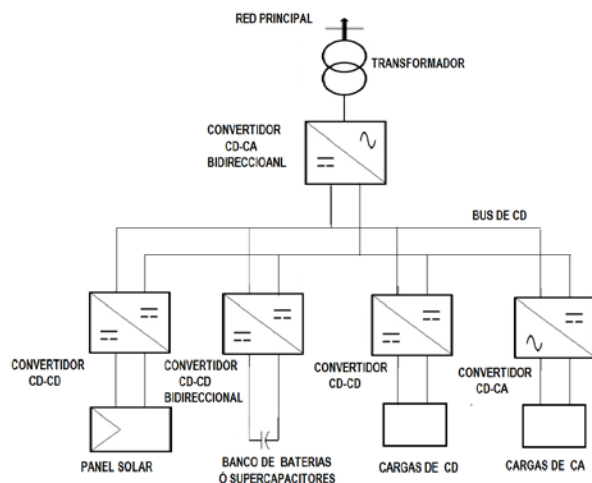 RED PRINCIPAL
TRANSFORMADOR
CONVERTIDOR
CD-CA
BIDIRECCIOANL
BUS DE CD
CONVERTIDOR
CD-CD
CONVERTIDOR
CD-CD
BIDIRECCIONAL
CONVERTIDOR
CD-CD
CONVERTIDOR
CD-CA
PANEL SOLAR
BANCO DE BATERIAS
Ó SUPERCAPACITORES
CARGAS DE CD
CARGAS DE CA